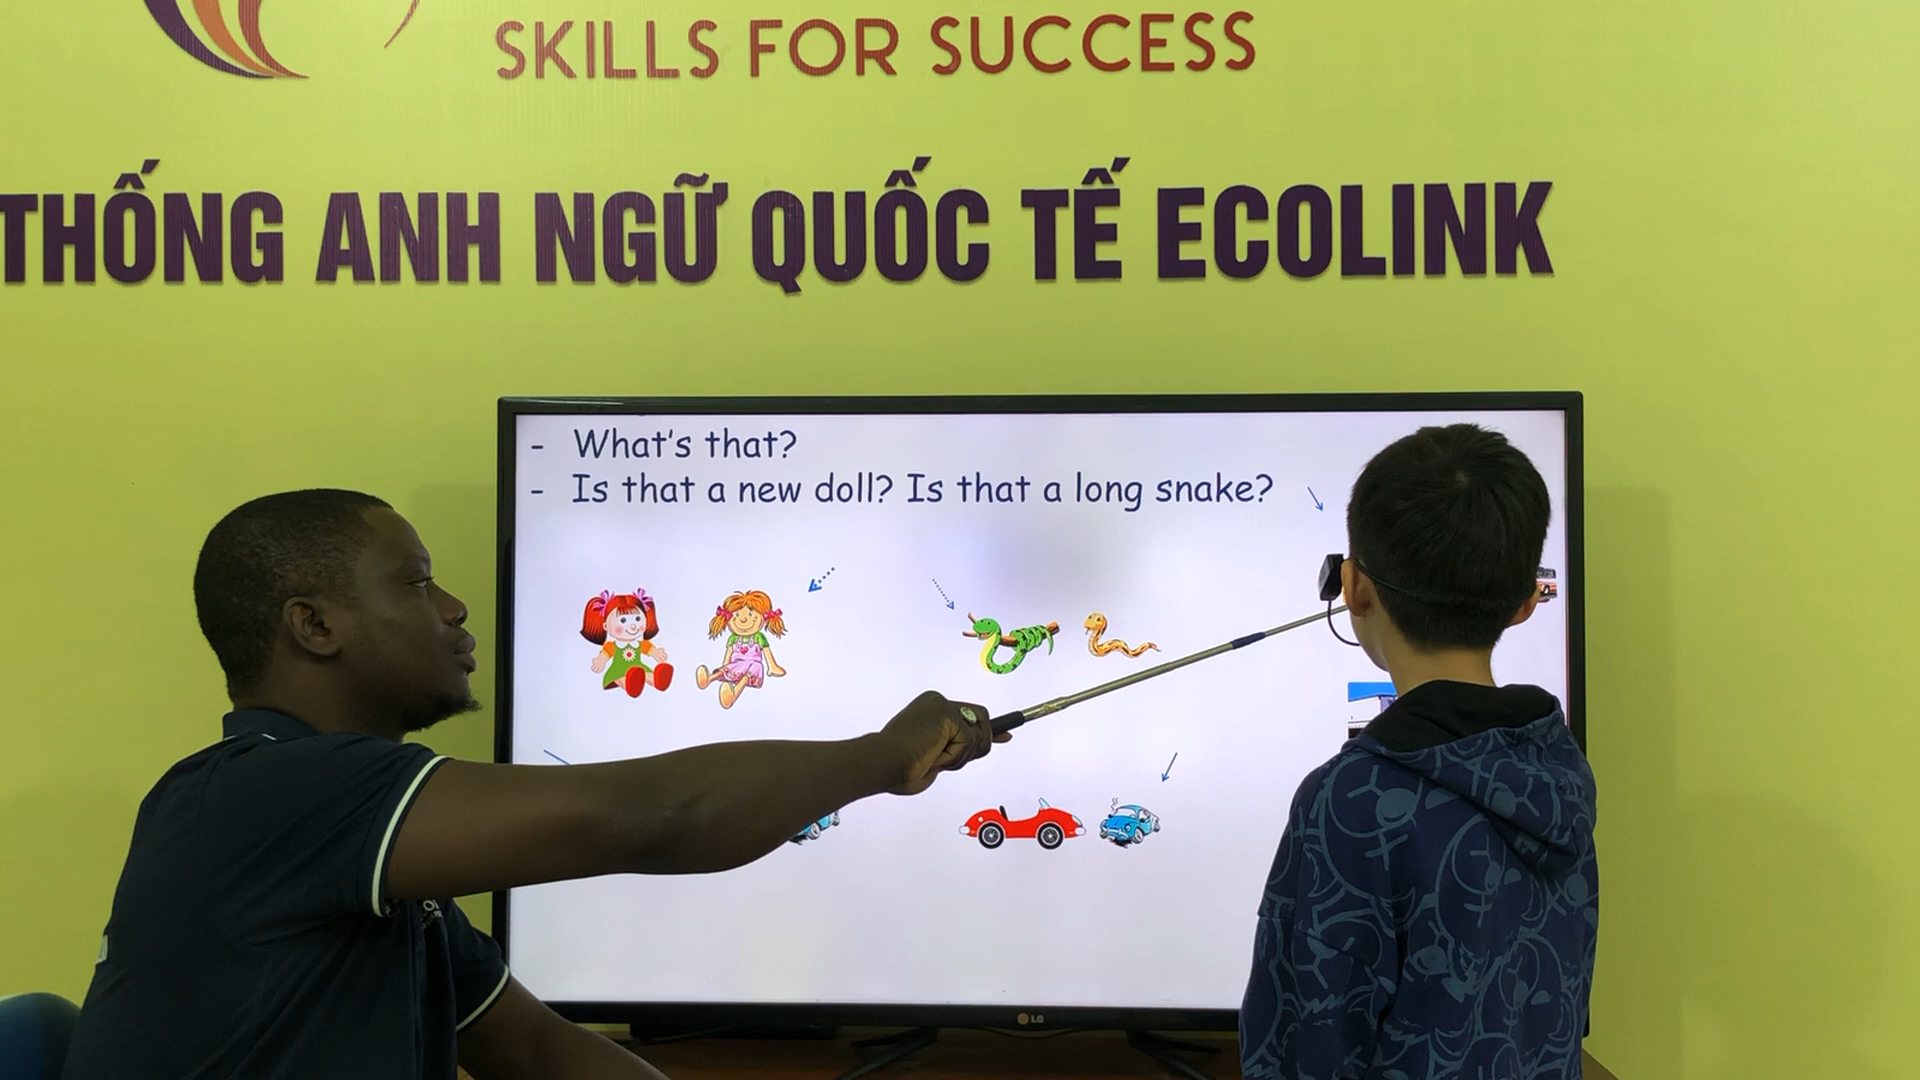 SKILLS FOR SUCCESS
THỐNG ANH NGỮ QUỐC TẾ ECOLINK
- What's that?
- Is that a new doll? Is that a long snake?
LG